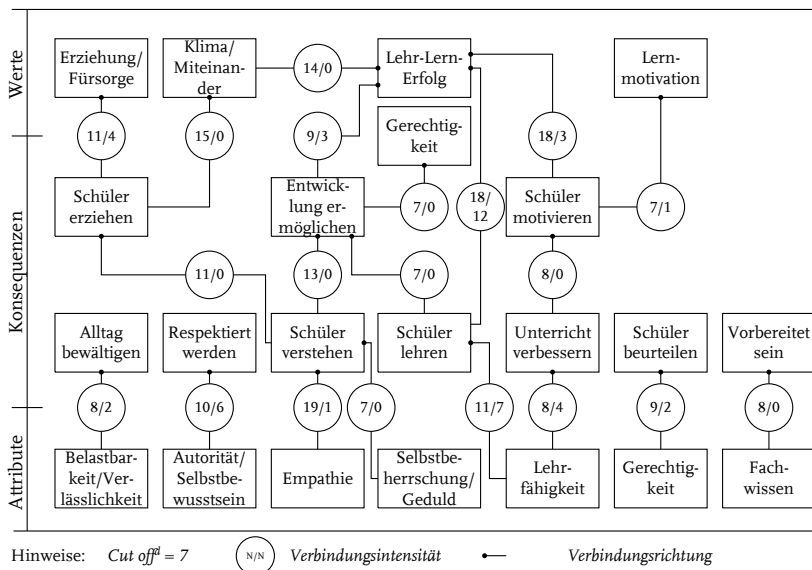 Werte
Erziehung/
Fürsorge
Klima/
Miteinan-
der
14/0
Lehr-Lern-
Erfolg
Lern-
motivation
11/4
15/0
9/3
Gerechtig-
keit
18/3
Konsequenzen
Schüler
erziehen
Entwick-
lung er-
möglichen
7/0
18/
12
Schüler
motivieren
7/1
11/0
13/0
7/0
8/0
Alltag
bewältigen
Respektiert
werden
Schüler
verstehen
Schüler
lehren
Unterricht
verbessern
Schüler
beurteilen
Vorbereitet
sein
8/2
10/6
19/1
7/0
11/7
8/4
9/2
8/0
Attribute
Belastbar-
keit/Ver-
lässlichkeit
Autorität/
Selbstbe-
wusstsein
Empathie
Selbstbe-
herrschung/
Geduld
Lehr-
fähigkeit
Gerechtig-
keit
Fach-
wissen
Hinweise: Cut off^d = 7 N/N Verbindungsintensität Verbindungsrichtung